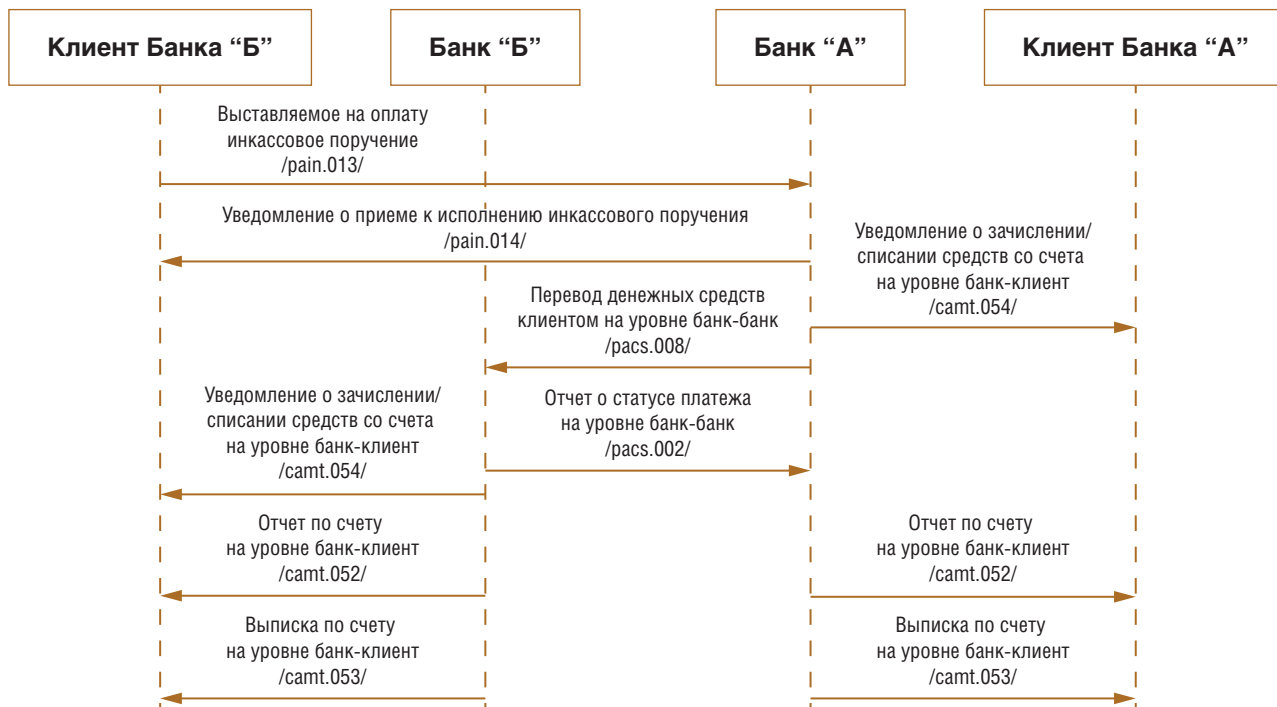 Клиент Банка “Б”
Банк “Б”
Банк “А”
Клиент Банка “А”
Выставляемое на оплату
инкассовое поручение
/pain.013/
Уведомление о приеме к исполнению инкассового поручения
/pain.014/
Уведомление о зачислении/
списании средств со счета
на уровне банк-клиент
/camt.054/
Перевод денежных средств
клиентом на уровне банк-банк
/pacs.008/
Уведомление о зачислении/
списании средств со счета
на уровне банк-клиент
/camt.054/
Отчет о статусе платежа
на уровне банк-банк
/pacs.002/
Отчет по счету
на уровне банк-клиент
/camt.052/
Отчет по счету
на уровне банк-клиент
/camt.052/
Выписка по счету
на уровне банк-клиент
/camt.053/
Выписка по счету
на уровне банк-клиент
/camt.053/